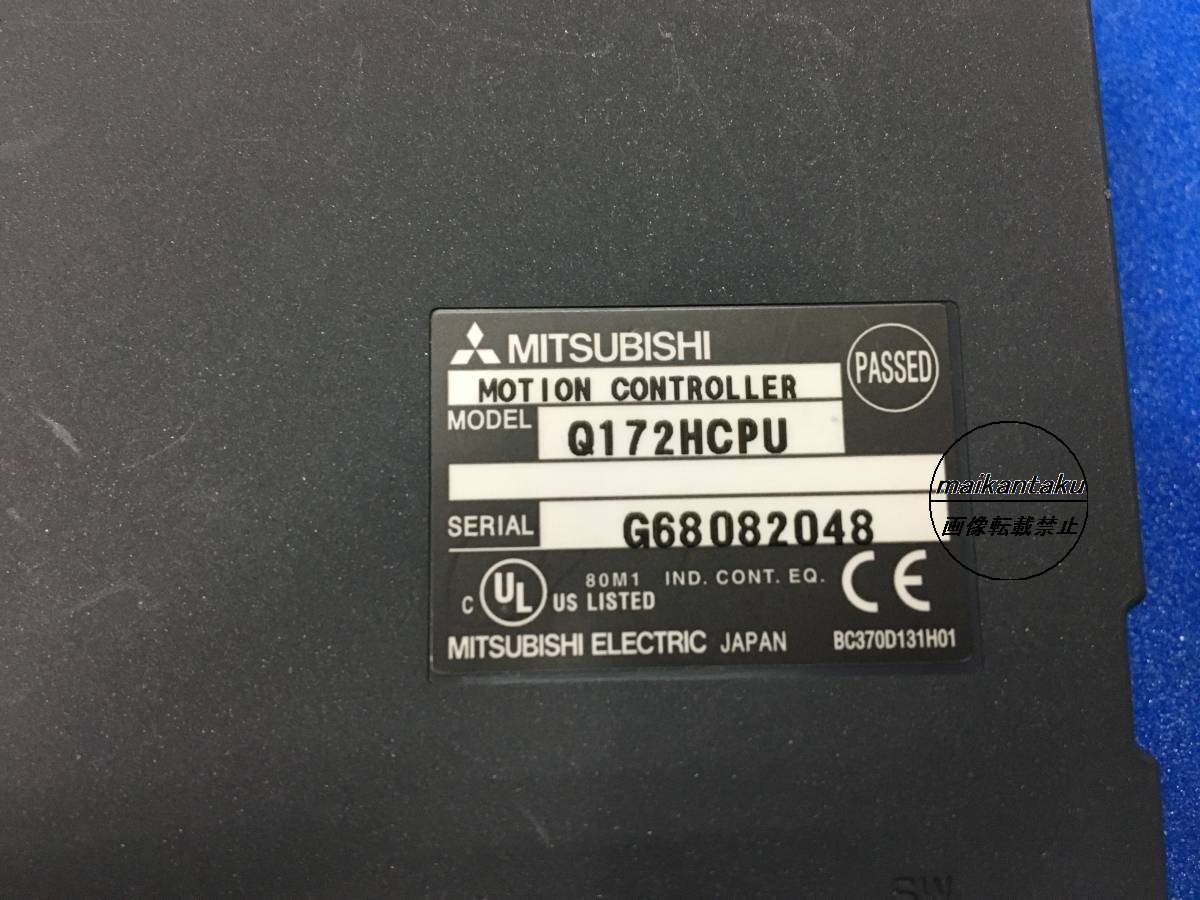 MITSUBISHI
PASSED
MOTION CONTROLLER
MODEL Q172HCPU
SERIAL G68082048
C UL US LISTED 80M1 IND. CONT. EQ. CE
MITSUBISHI ELECTRIC JAPAN BC370D131H01
maikantaku
画像転載禁止
SW